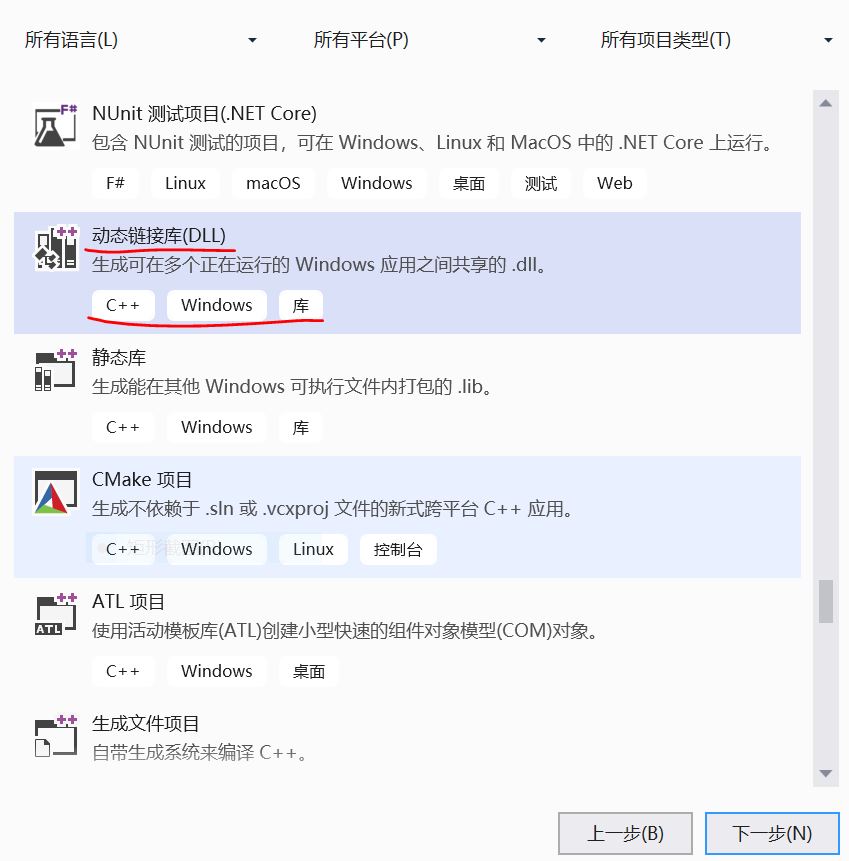 所有语言(L) 所有平台(P) 所有项目类型(T)
F#
NUnit 测试项目(.NET Core)
包含 NUnit 测试的项目，可在 Windows、Linux 和 MacOS 中的 .NET Core 上运行。
F# Linux macOS Windows 桌面 测试 Web
++
动态链接库(DLL)
生成可在多个正在运行的 Windows 应用之间共享的 .dll。
C++ Windows 库
++
静态库
生成能在其他 Windows 可执行文件内打包的 .lib。
C++ Windows 库
CMake 项目
生成不依赖于 .sln 或 .vcxproj 文件的新式跨平台 C++ 应用。
C++ Windows Linux 控制台
++
ATL
ATL 项目
使用活动模板库(ATL)创建小型快速的组件对象模型(COM)对象。
C++ Windows 桌面
++
生成文件项目
自带生成系统来编译 C++。
上一步(B) 下一步(N)